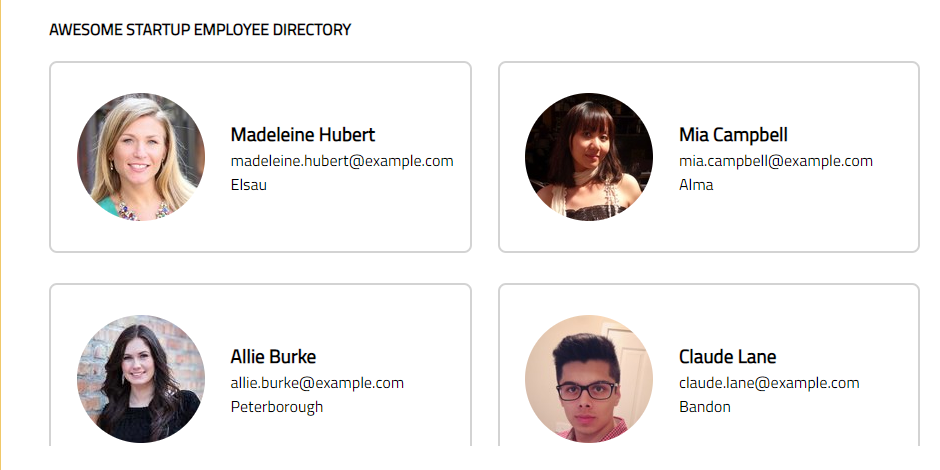 AWESOME STARTUP EMPLOYEE DIRECTORY
Madeleine Hubert
madeleine.hubert@example.com
Elsau
Mia Campbell
mia.campbell@example.com
Alma
Allie Burke
allie.burke@example.com
Peterborough
Claude Lane
claude.lane@example.com
Bandon